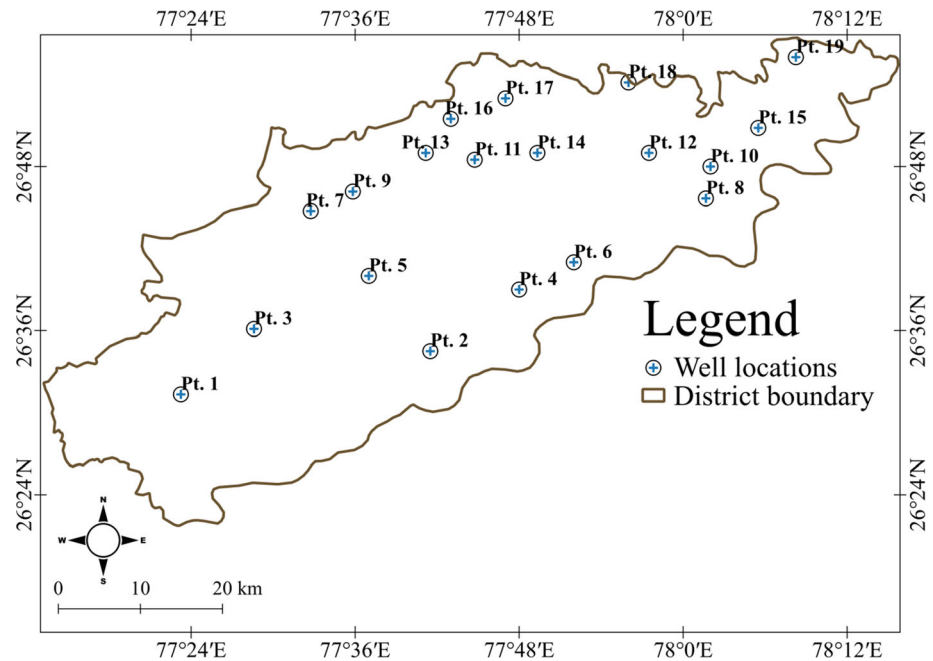 77°24′E 77°36′E 77°48′E 78°0′E 78°12′E
Pt. 19
Pt. 18
Pt. 17
Pt. 16
Pt. 15
Pt. 13
Pt. 14
Pt. 12
Pt. 11
Pt. 10
26°48′N 26°48′N
Pt. 9
Pt. 8
Pt. 7
Pt. 6
Pt. 5
Pt. 4
Pt. 3
26°36′N 26°36′N
Pt. 2
Pt. 1
Legend
Well locations
District boundary
26°24′N 26°24′N
N
W E
S
0 10 20 km
77°24′E 77°36′E 77°48′E 78°0′E 78°12′E